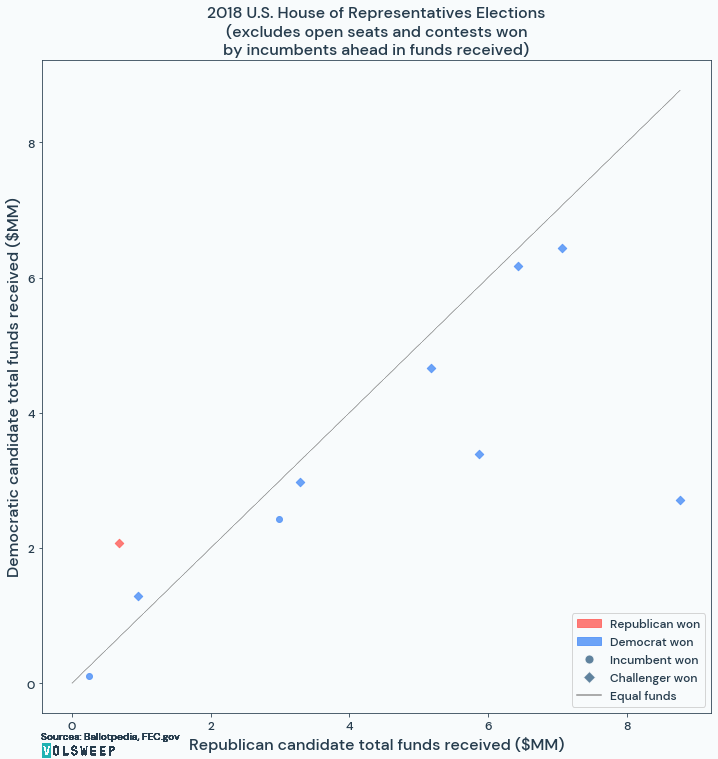 2018 U.S. House of Representatives Elections
(excludes open seats and contests won
by incumbents ahead in funds received)
Democratic candidate total funds received ($MM)
8
6
4
2
0
0 2 4 6 8
Republican candidate total funds received ($MM)
Republican won
Democrat won
Incumbent won
Challenger won
Equal funds
Sources: Ballotpedia, FEC.gov
VOLSWEEP